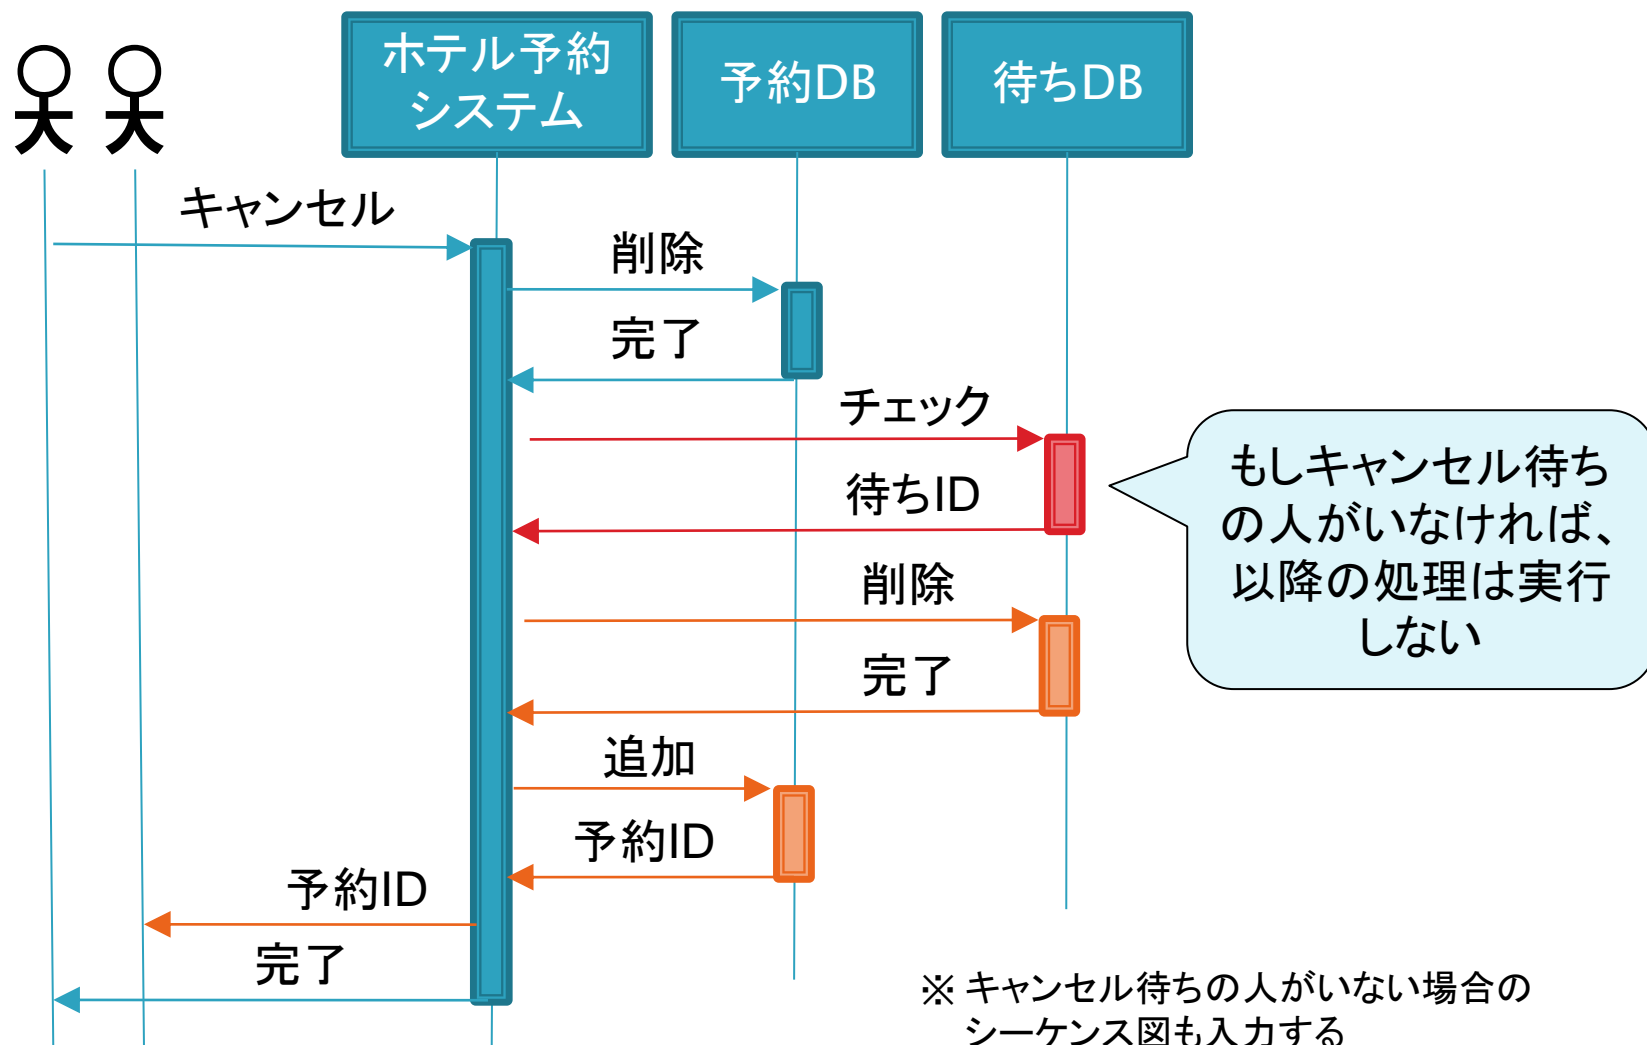 ホテル予約
システム
予約DB
待ちDB
キャンセル
削除
完了
チェック
待ちID
もしキャンセル待ち
の人がいなければ、
以降の処理は実行
しない
削除
完了
追加
予約ID
予約ID
完了
※ キャンセル待ちの人がいない場合の
シーケンス図も入力する